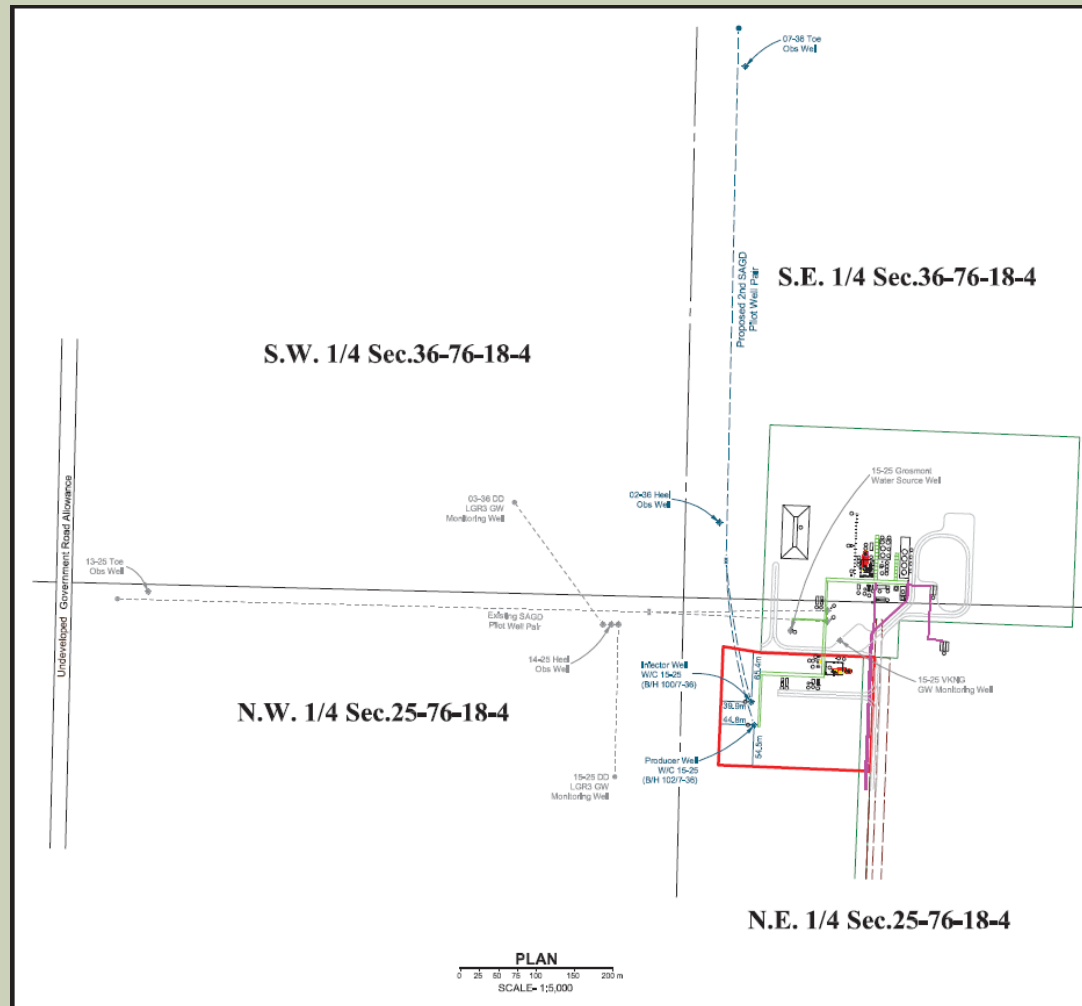 07-36 Toe
Obs Well
Proposed 2nd SAGD
Pilot Well Pair
S.E. 1/4 Sec.36-76-18-4
S.W. 1/4 Sec.36-76-18-4
Undeveloped Government Road Allowance
15-25 Grosmont
Water Source Well
03-36 DD
LGR3 GW
Monitoring Well
02-36 Heel
Obs Well
13-25 Toe
Obs Well
Existing SAGD
Pilot Well Pair
14-25 Heel
Obs Well
Injector Well
W/C 15-25
(B/H 100/7-36)
65.4m
39.9m
44.8m
54.5m
15-25 VKNG
GW Monitoring Well
N.W. 1/4 Sec.25-76-18-4
Producer Well
W/C 15-25
(B/H 102/7-36)
15-25 DD
LGR3 GW
Monitoring Well
N.E. 1/4 Sec.25-76-18-4
PLAN
0 25 50 75 100 150 200 m
SCALE- 1:5,000